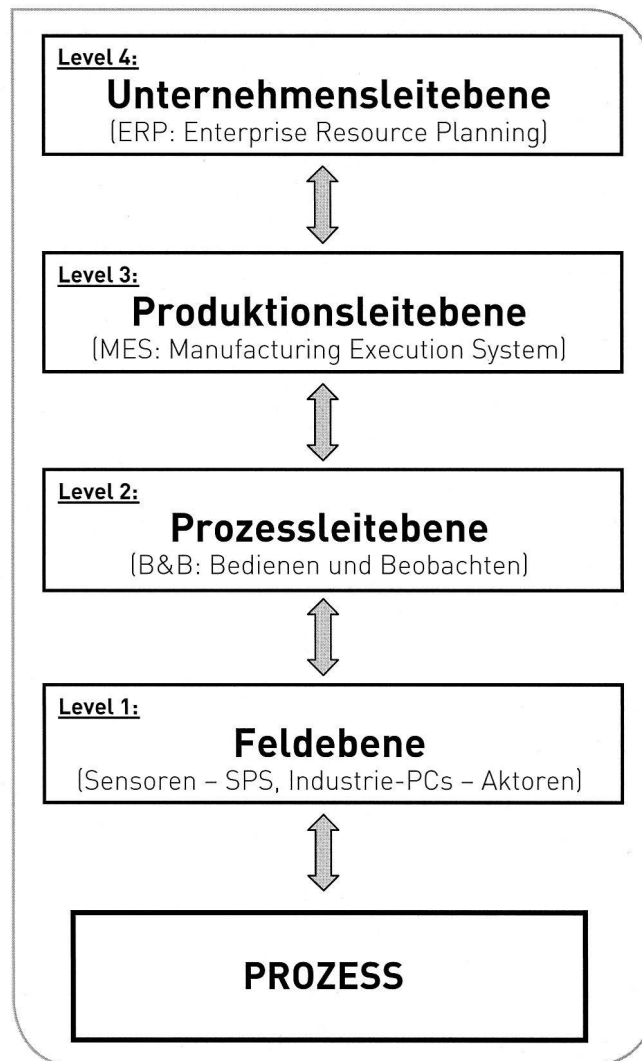 Level 4:
Unternehmensleitebene
(ERP: Enterprise Resource Planning)
Level 3:
Produktionsleitebene
(MES: Manufacturing Execution System)
Level 2:
Prozessleitebene
(B&B: Bedienen und Beobachten)
Level 1:
Feldebene
(Sensoren – SPS, Industrie-PCs – Aktoren)
PROZESS